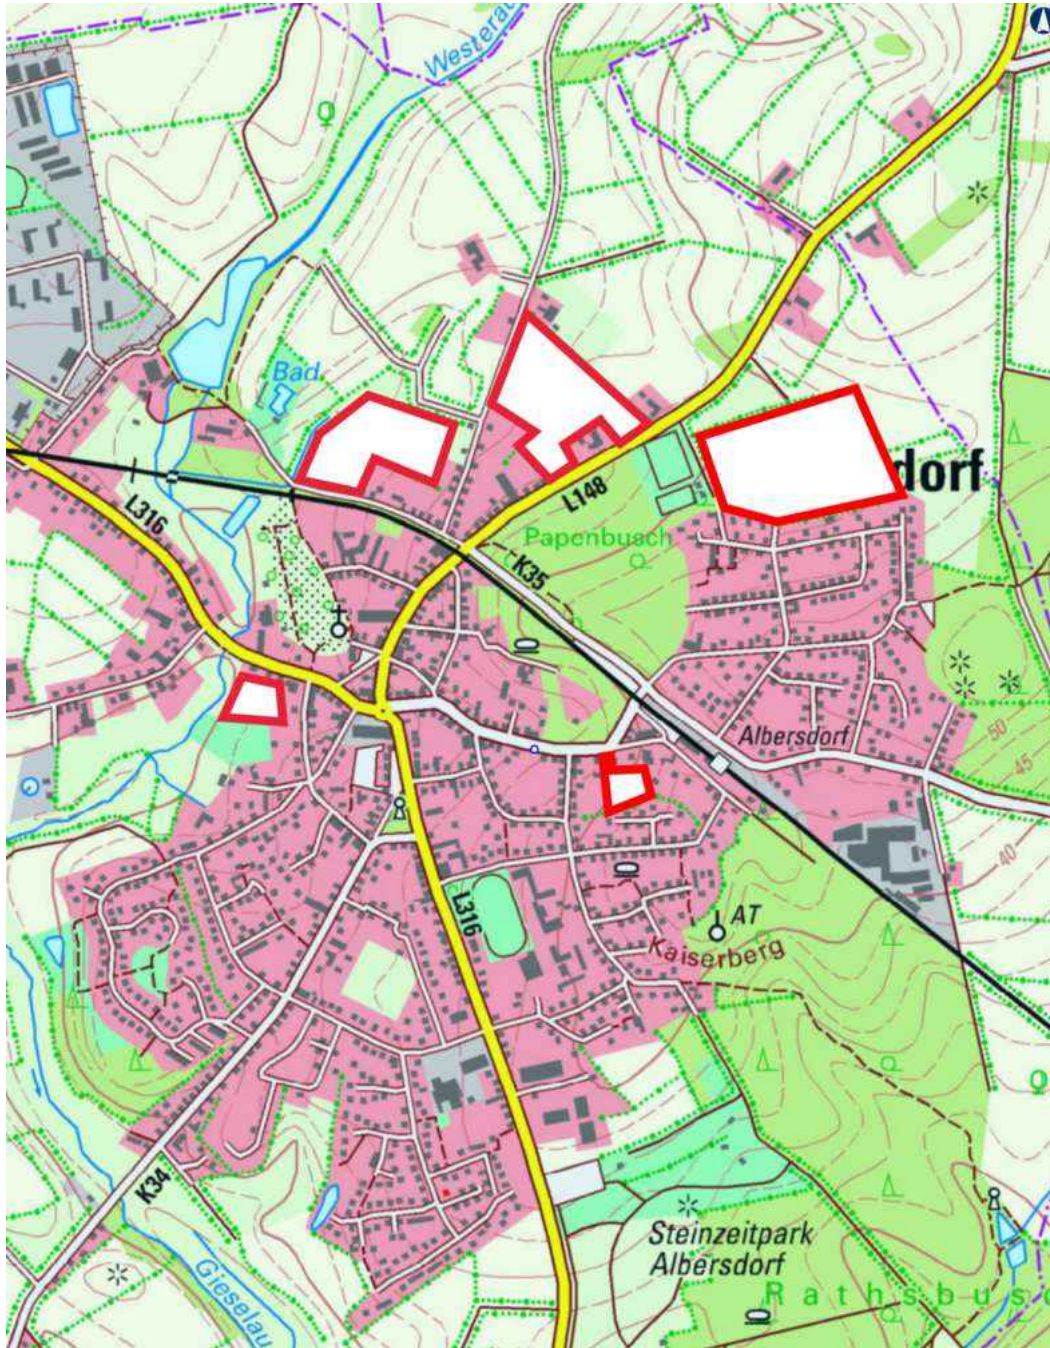 Westerau
Bad
dorf
L316
L148
Papenbusch
K35
Albersdorf
50
45
40
L316
AT
Kaiserberg
K34
Steinzeitpark
Albersdorf
Gieselau
Rathsbusc